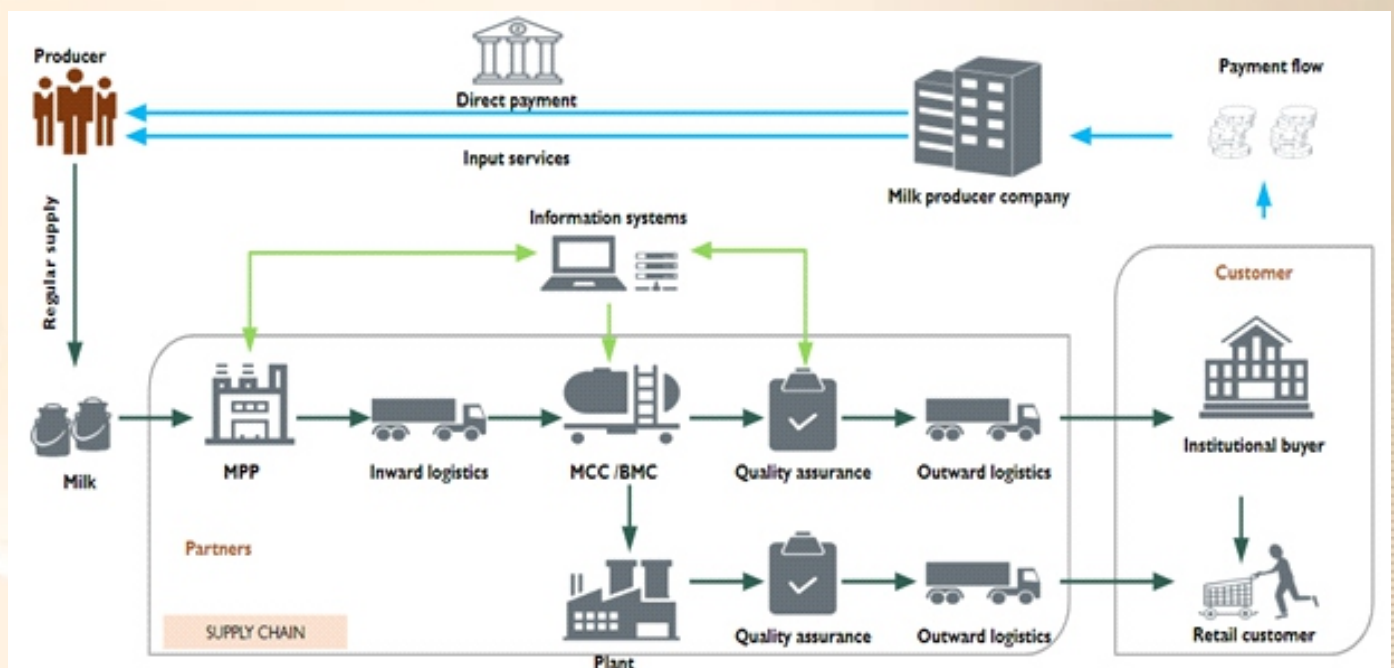 Producer
Direct payment
Payment flow
Input services
Milk producer company
Regular supply
Information systems
Customer
Milk
MPP
Inward logistics
MCC /BMC
Quality assurance
Outward logistics
Institutional buyer
Partners
SUPPLY CHAIN
Plant
Quality assurance
Outward logistics
Retail customer